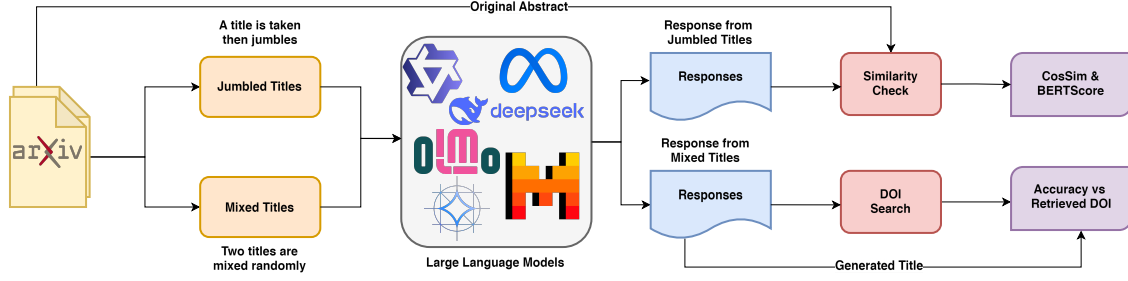 Original Abstract
A title is taken
then jumbles
Response from
Jumbled Titles
Jumbled Titles
Responses
Similarity
Check
CosSim &
BERTScore
deepseek
arXiv
OLMo
Response from
Mixed Titles
Mixed Titles
Responses
DOI
Search
Accuracy vs
Retrieved DOI
Two titles are
mixed randomly
Large Language Models
Generated Title